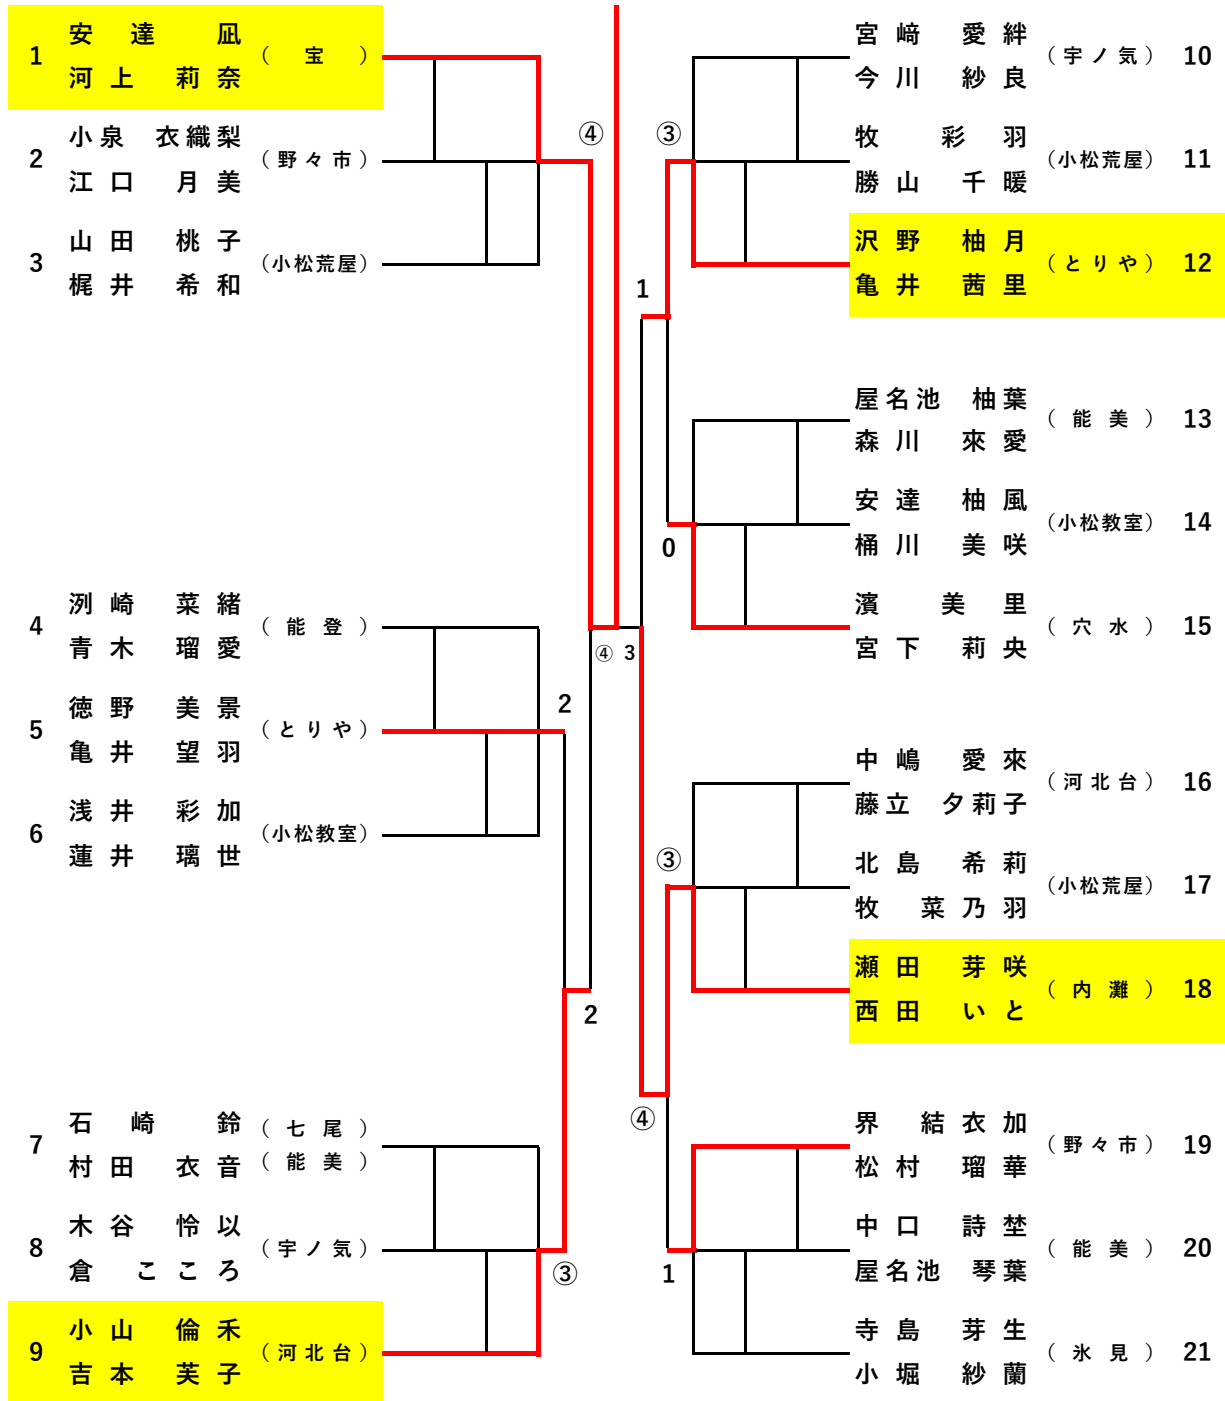 1 安達 凪 (宝)
河上 莉奈
2 小泉 衣織梨 (野々市)
江口 月美
3 山田 桃子 (小松荒屋)
梶井 希和
4 洌崎 菜緒 (能登)
青木 瑠愛
5 徳野 美景 (とりや)
亀井 望羽
6 浅井 彩加 (小松教室)
蓮井 璃世
7 石崎 鈴 (七尾)
村田 衣音 (能美)
8 木谷 怜以 (宇ノ気)
倉 こころ
9 小山 倫禾 (河北台)
吉本 芙子
④
2
2
③
④ 3
③
1
0
③
④
1
宮﨑 愛絆 (宇ノ気) 10
今川 紗良
牧 彩羽 (小松荒屋) 11
勝山 千暖
沢野 柚月 (とりや) 12
亀井 茜里
屋名池 柚葉 (能美) 13
森川 來愛
安達 柚風 (小松教室) 14
桶川 美咲
濱 美里 (穴水) 15
宮下 莉央
中嶋 愛來 (河北台) 16
藤立 夕莉子
北島 希莉 (小松荒屋) 17
牧 菜乃羽
瀬田 芽咲 (内灘) 18
西田 いと
界 結衣加 (野々市) 19
松村 瑠華
中口 詩埜 (能美) 20
屋名池 琴葉
寺島 芽生 (氷見) 21
小堀 紗蘭